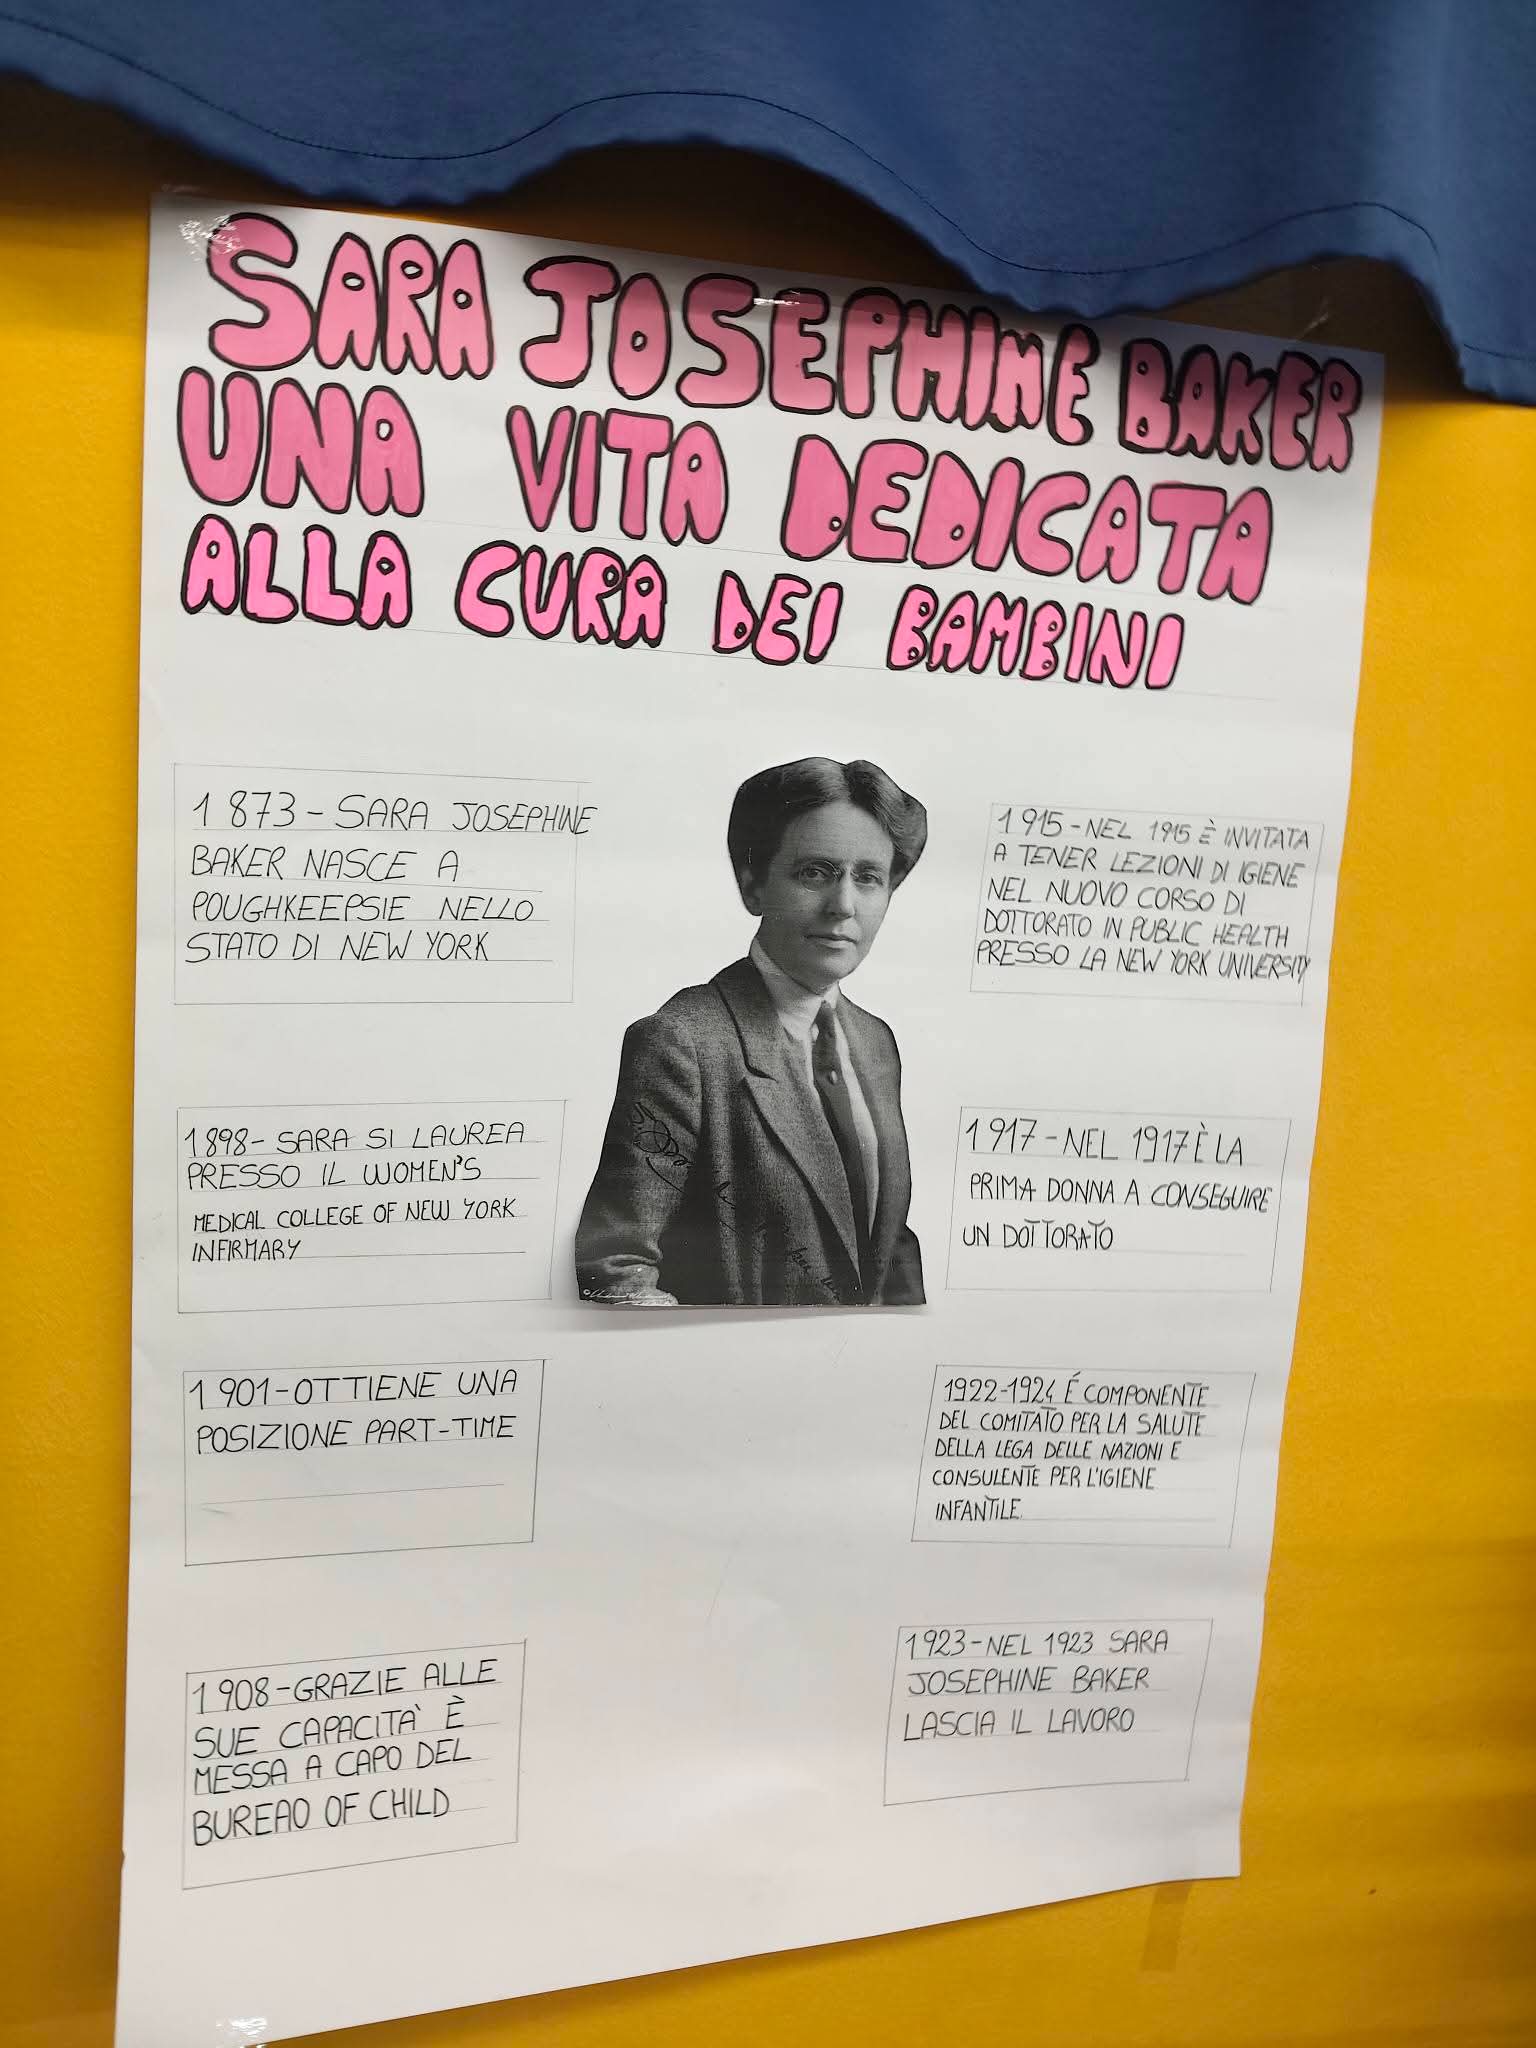 SARA JOSEPHINE BAKER
UNA VITA DEDICATA
ALLA CURA DEI BAMBINI
1873-SARA JOSEPHINE
BAKER NASCE A
POUGHKEEPSIE NELLO
STATO DI NEW YORK
1898-SARA SI LAUREA
PRESSO IL WOMEN'S
MEDICAL COLLEGE OF NEW YORK
INFIRMARY
1901-OTTIENE UNA
POSIZIONE PART-TIME
1908-GRAZIE ALLE
SUE CAPACITÀ È
MESSA A CAPO DEL
BUREAO OF CHILD
1915-NEL 1915 È INVITATA
A TENER LEZIONI DI IGIENE
NEL NUOVO CORSO DI
DOTTORATO IN PUBLIC HEALTH
PRESSO LA NEW YORK UNIVERSITY
1917-NEL 1917 È LA
PRIMA DONNA A CONSEGUIRE
UN DOTTORATO
1922-1924 É COMPONENTE
DEL COMITATO PER LA SALUTE
DELLA LEGA DELLE NAZIONI E
CONSULENTE PER L'IGIENE
INFANTILE.
1923-NEL 1923 SARA
JOSEPHINE BAKER
LASCIA IL LAVORO